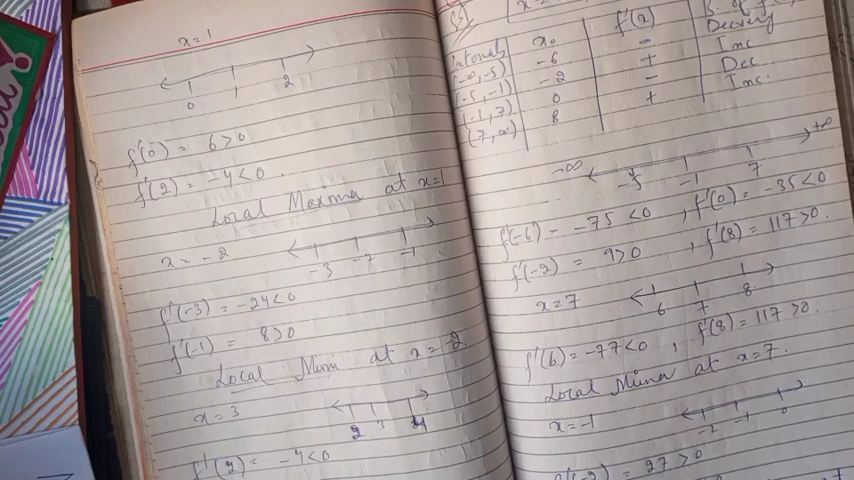 x = 1
0 1 2
f'(0) = 6 > 0
f'(2) = -4 < 0
Local Maxima at x=1
x = -2
-3 -2 -1
f'(-3) = -24 < 0
f'(-1) = 8 > 0
Local Mini at x = -2
x = 3
2 3 4
f'(2) = -4 < 0
x₀ f'(x)
(-∞, -5) -6 - Decreasing
(-5, -1) -2 + Inc
(-1, 7) 0 - Dec
(7, ∞) 8 + Inc.
-∞ -5 -1 7 +∞
f'(-6) = -75 < 0 , f'(0) = -35 < 0
f'(-2) = 9 > 0 , f'(8) = 117 > 0.
x = 7
6 7 8
f'(6) = -77 < 0 , f'(8) = 117 > 0.
Local Minima at x = 7.
x = -1
-2 -1 0
f'(-2) = 27 > 0